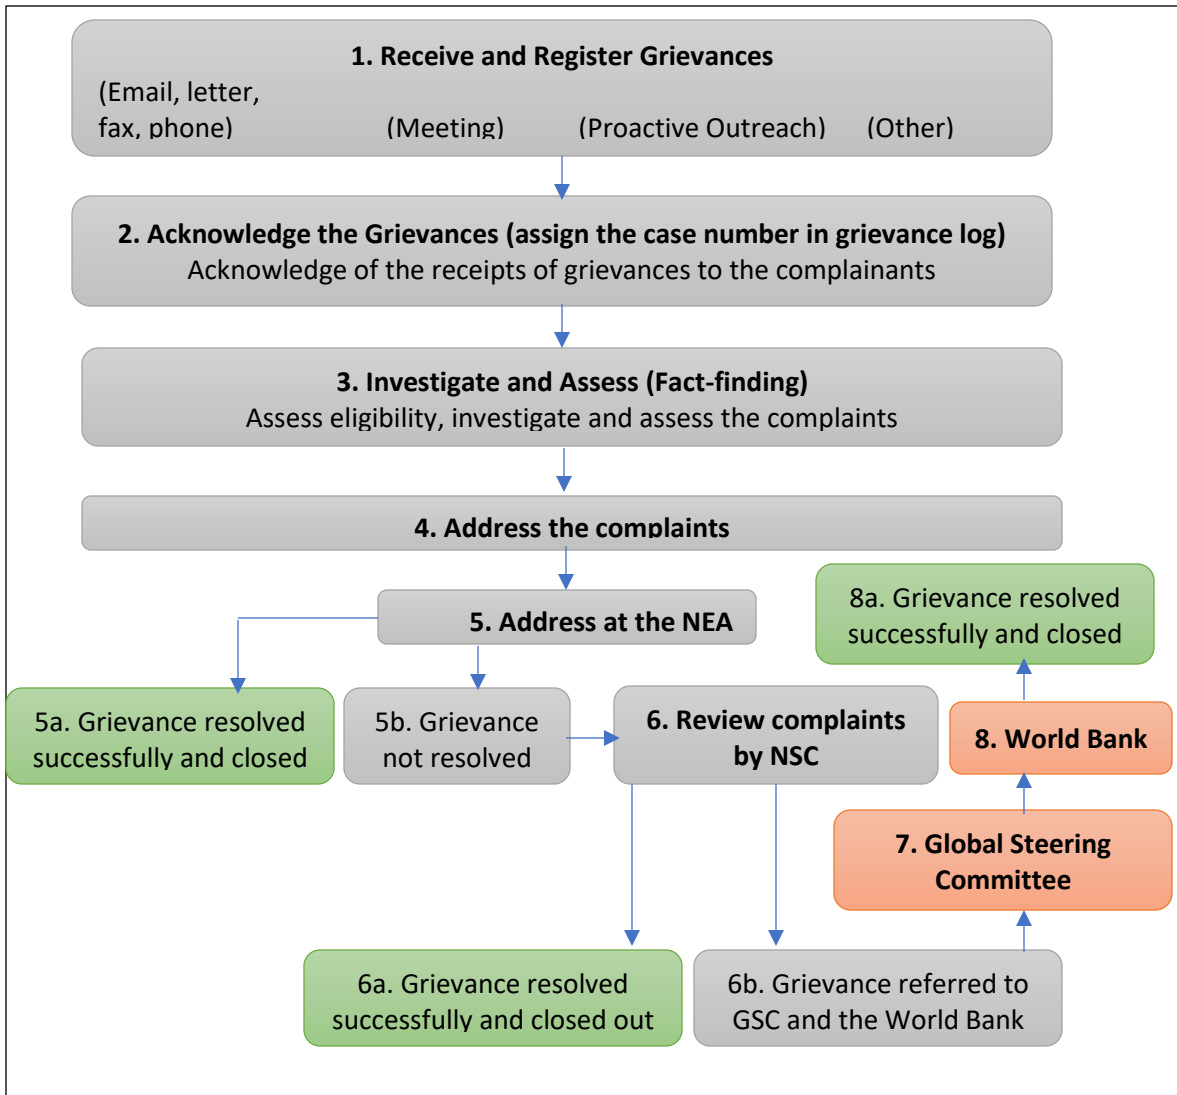 1. Receive and Register Grievances
(Email, letter,
fax, phone) (Meeting) (Proactive Outreach) (Other)
2. Acknowledge the Grievances (assign the case number in grievance log)
Acknowledge of the receipts of grievances to the complainants
3. Investigate and Assess (Fact-finding)
Assess eligibility, investigate and assess the complaints
4. Address the complaints
5. Address at the NEA
5a. Grievance resolved
successfully and closed
5b. Grievance
not resolved
6. Review complaints
by NSC
6a. Grievance resolved
successfully and closed out
6b. Grievance referred to
GSC and the World Bank
7. Global Steering
Committee
8. World Bank
8a. Grievance resolved
successfully and closed